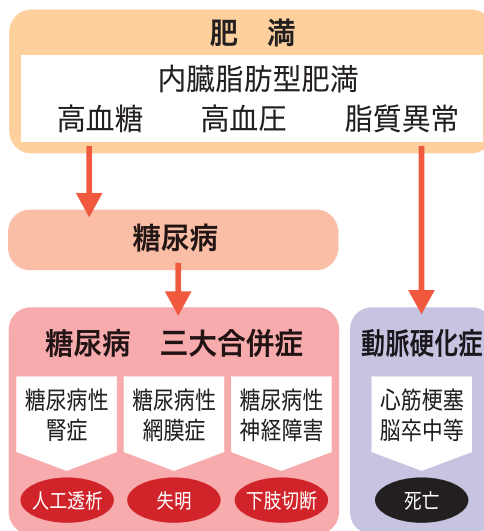 肥　満
内臓脂肪型肥満
高血糖　高血圧　脂質異常
糖尿病
糖尿病　三大合併症
糖尿病性
腎症
糖尿病性
網膜症
糖尿病性
神経障害
人工透析
失明
下肢切断
動脈硬化症
心筋梗塞
脳卒中等
死亡